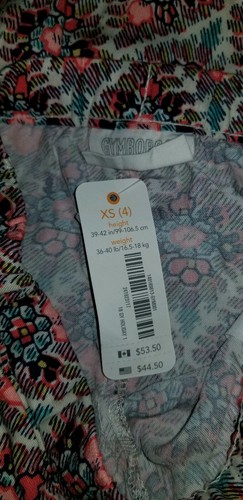 GYMBOREE
XS (4)
height
39-42 in/99-106.5 cm
weight
36-40 lb/16.5-18 kg
$53.50
$44.50